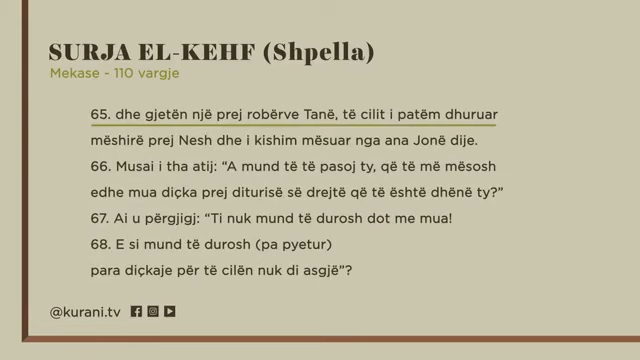 SURJA EL-KEHF (Shpella)
Mekase - 110 vargje
65. dhe gjetën një prej robërve Tanë, të cilit i patëm dhuruar
mëshirë prej Nesh dhe i kishim mësuar nga ana Jonë dije.
66. Musai i tha atij: “A mund të të pasoj ty, që të më mësosh
edhe mua diçka prej diturisë së drejtë që të është dhënë ty?”
67. Ai u përgjigj: “Ti nuk mund të durosh dot me mua!
68. E si mund të durosh (pa pyetur)
para diçkaje për të cilën nuk di asgjë”?
@kurani.tv